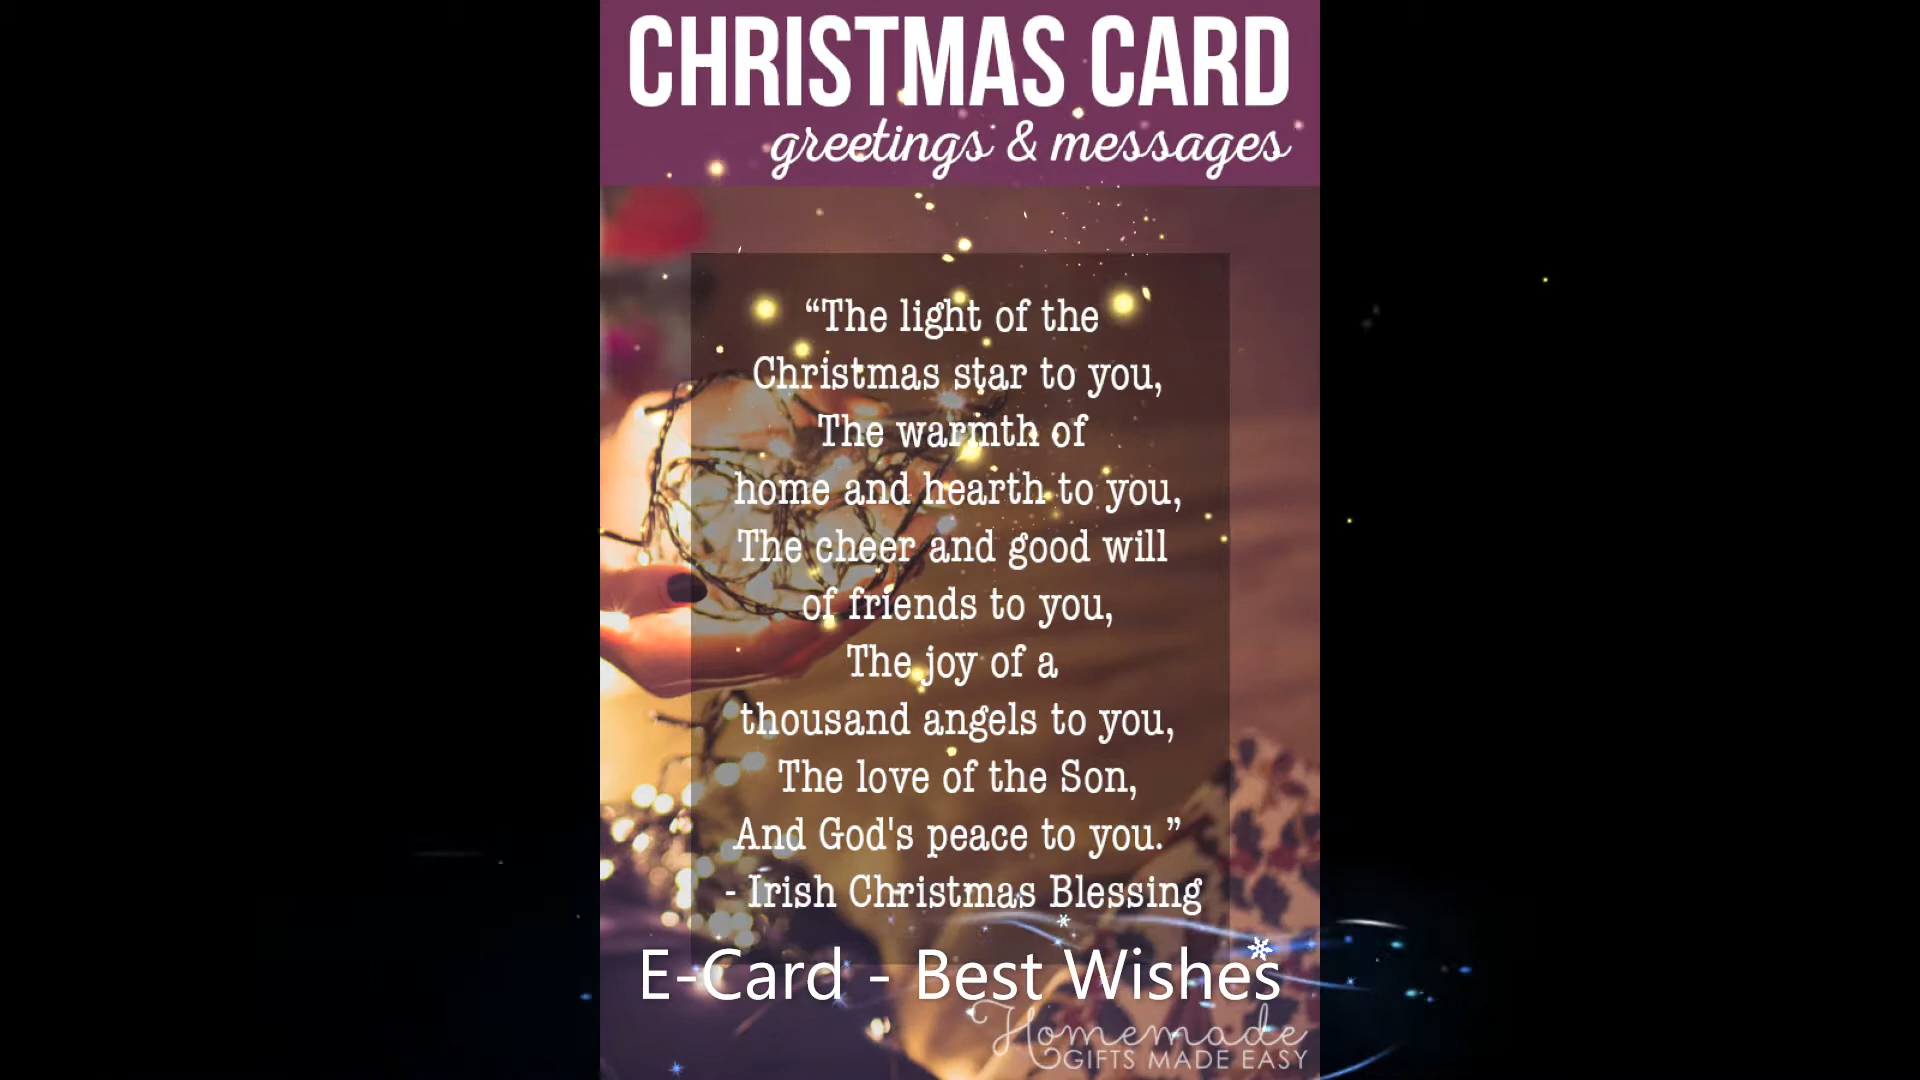 CHRISTMAS CARD
greetings & messages
“The light of the
Christmas star to you,
The warmth of
home and hearth to you,
The cheer and good will
of friends to you,
The joy of a
thousand angels to you,
The love of the Son,
And God's peace to you.”
- Irish Christmas Blessing
E-Card - Best Wishes
Homemade
GIFTS MADE EASY